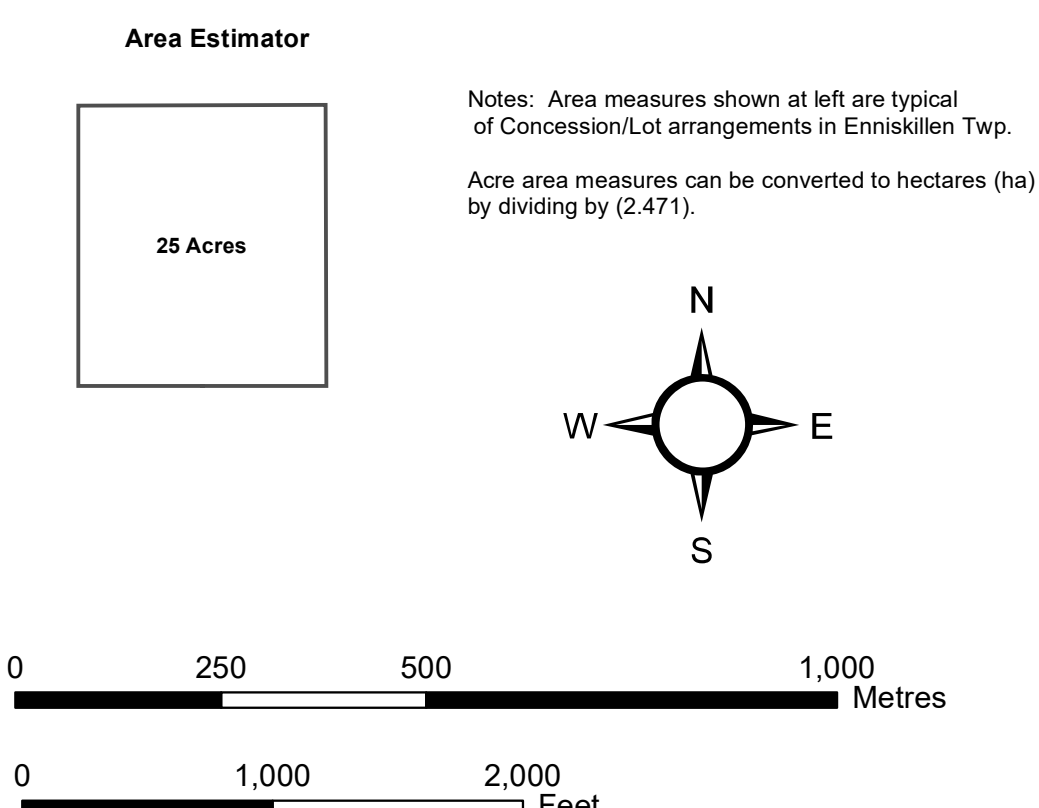 Area Estimator
Notes:  Area measures shown at left are typical
of Concession/Lot arrangements in Enniskillen Twp.
Acre area measures can be converted to hectares (ha)
by dividing by (2.471).
25 Acres
N
W
E
S
0 250 500 1,000
Metres
0 1,000 2,000
Feet